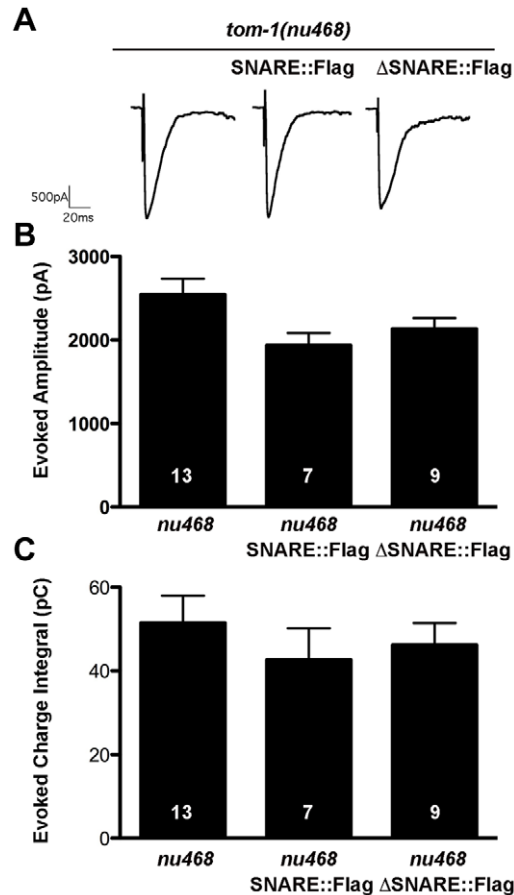 A
tom-1(nu468)
SNARE::Flag ΔSNARE::Flag
500pA
20ms
B
Evoked Amplitude (pA)
3000
2000
1000
0
13 7 9
nu468 nu468 nu468
SNARE::Flag ΔSNARE::Flag
C
Evoked Charge Integral (pC)
60
40
20
0
13 7 9
nu468 nu468 nu468
SNARE::Flag ΔSNARE::Flag